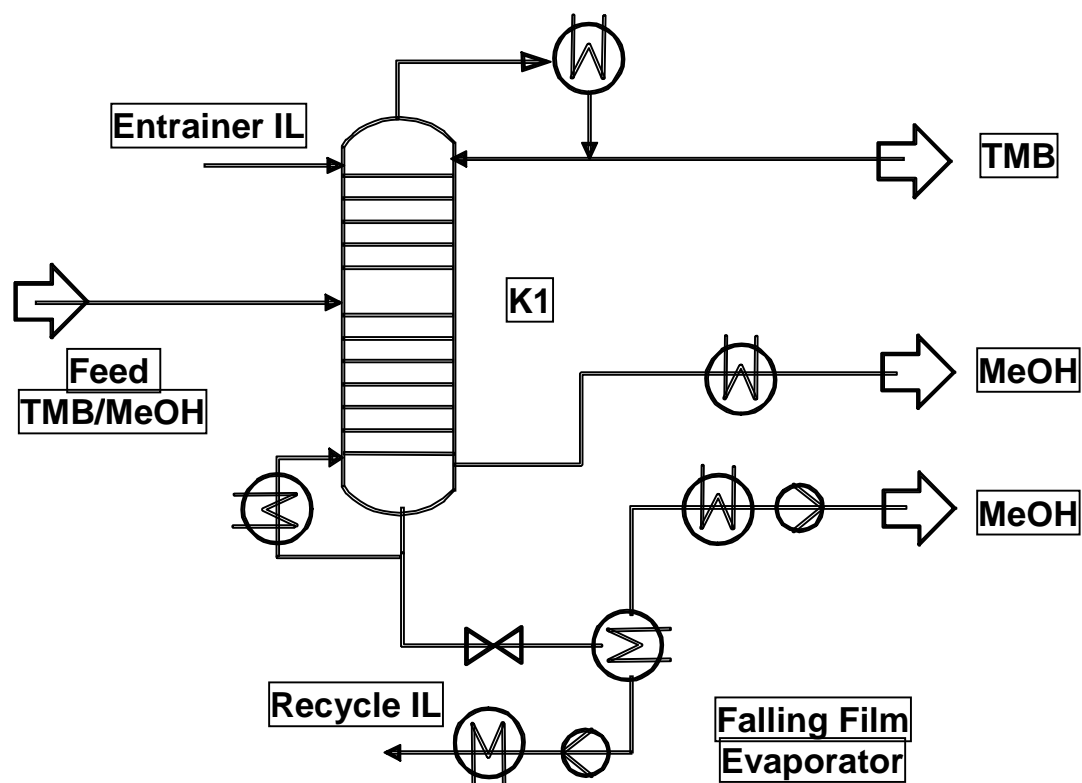 Entrainer IL
TMB
K1
Feed
TMB/MeOH
MeOH
MeOH
Recycle IL
Falling Film
Evaporator